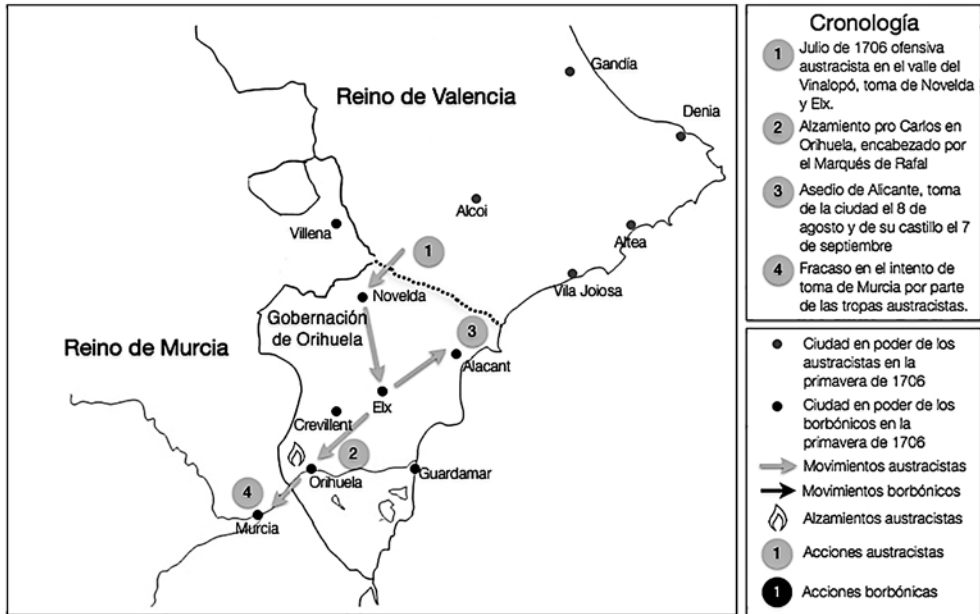 Reino de Valencia
Gandía
Denia
Alcoi
Villena
Altea
1
Vila Joiosa
Novelda
Gobernación
de Orihuela
3
Reino de Murcia
Alacant
Elx
Crevillent
2
Orihuela
Guardamar
4
Murcia
Cronología
1
Julio de 1706 ofensiva
austracista en el valle del
Vinalopó, toma de Novelda
y Elx.
2
Alzamiento pro Carlos en
Orihuela, encabezado por
el Marqués de Rafal
3
Asedio de Alicante, toma
de la ciudad el 8 de
agosto y de su castillo el 7
de septiembre
4
Fracaso en el intento de
toma de Murcia por parte
de las tropas austracistas.
Ciudad en poder de los
austracistas en la
primavera de 1706
Ciudad en poder de los
borbónicos en la
primavera de 1706
Movimientos austracistas
Movimientos borbónicos
Alzamientos austracistas
1
Acciones austracistas
1
Acciones borbónicas